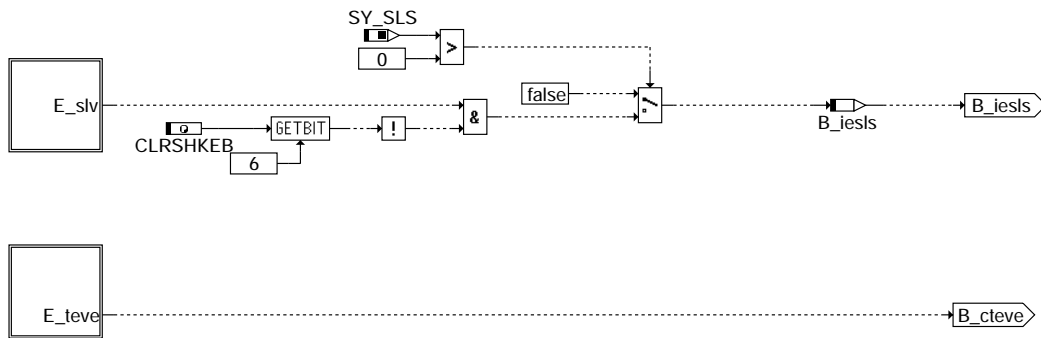 SY_SLS
>
0
E_slv
false
B_iesls
B_iesls
&
GETBIT
!
CLRSHKEB
6
E_teve
B_cteve